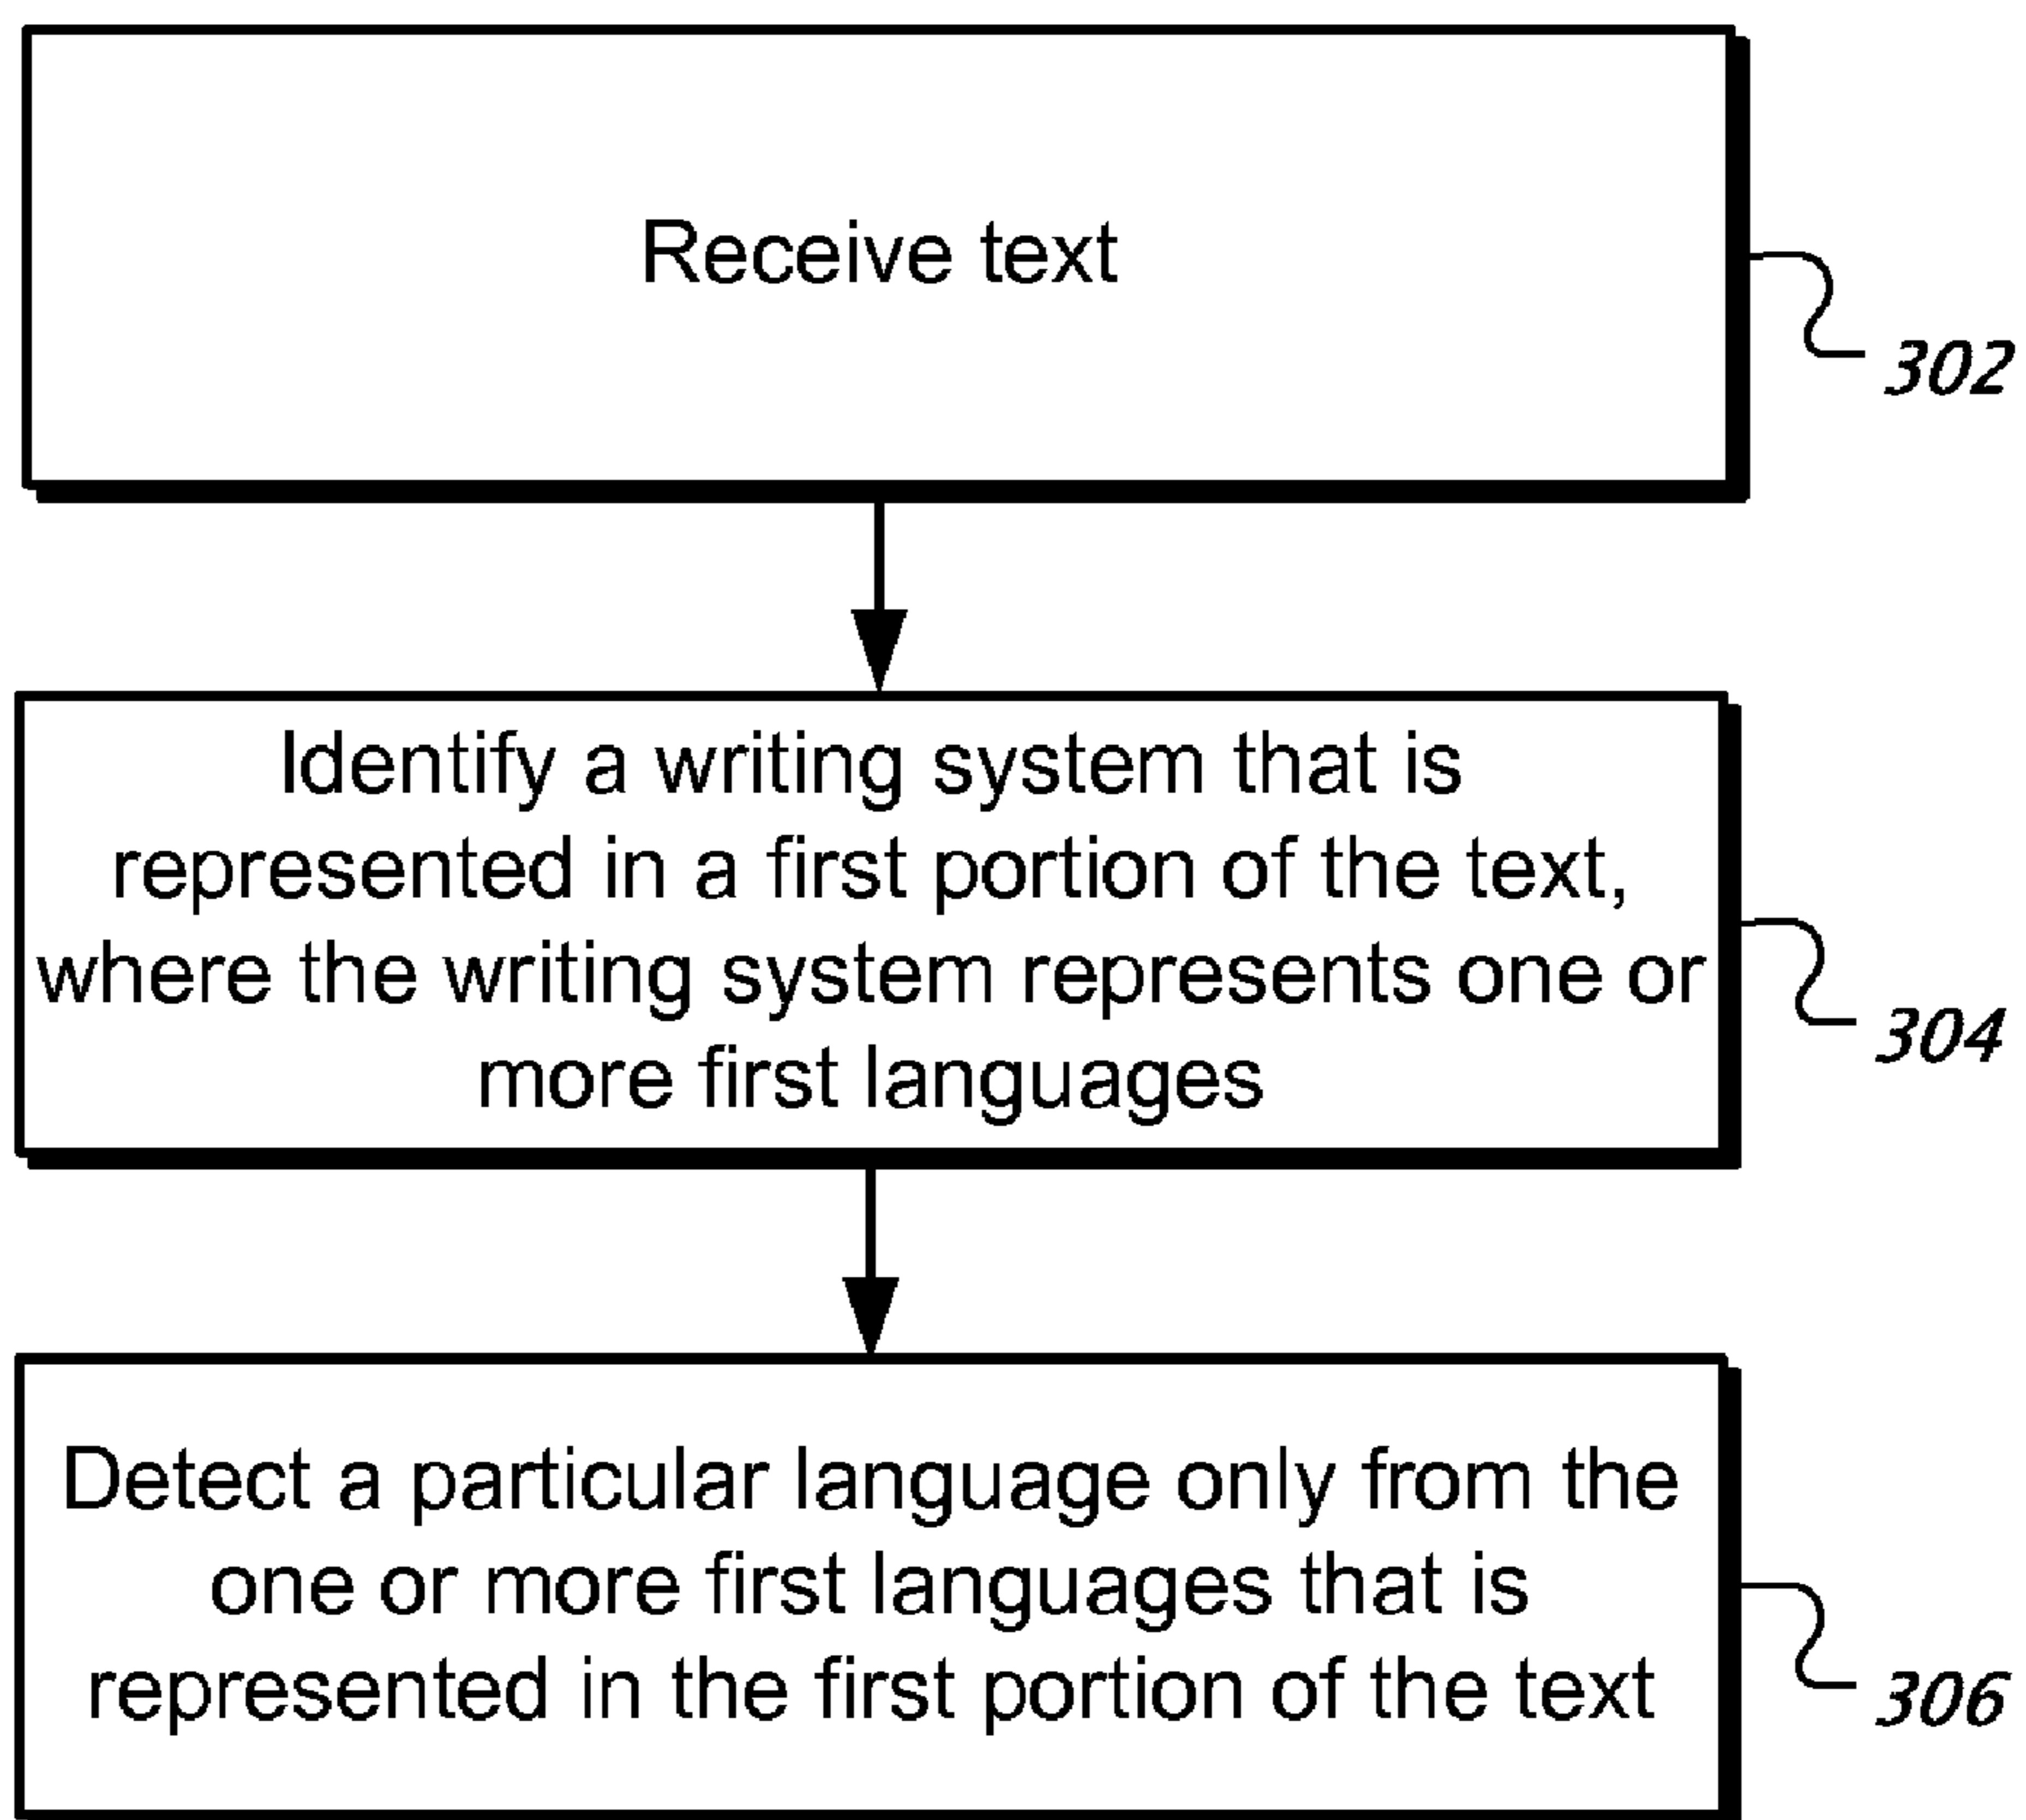 Receive text
302
Identify a writing system that is
represented in a first portion of the text,
where the writing system represents one or
more first languages
304
Detect a particular language only from the
one or more first languages that is
represented in the first portion of the text
306